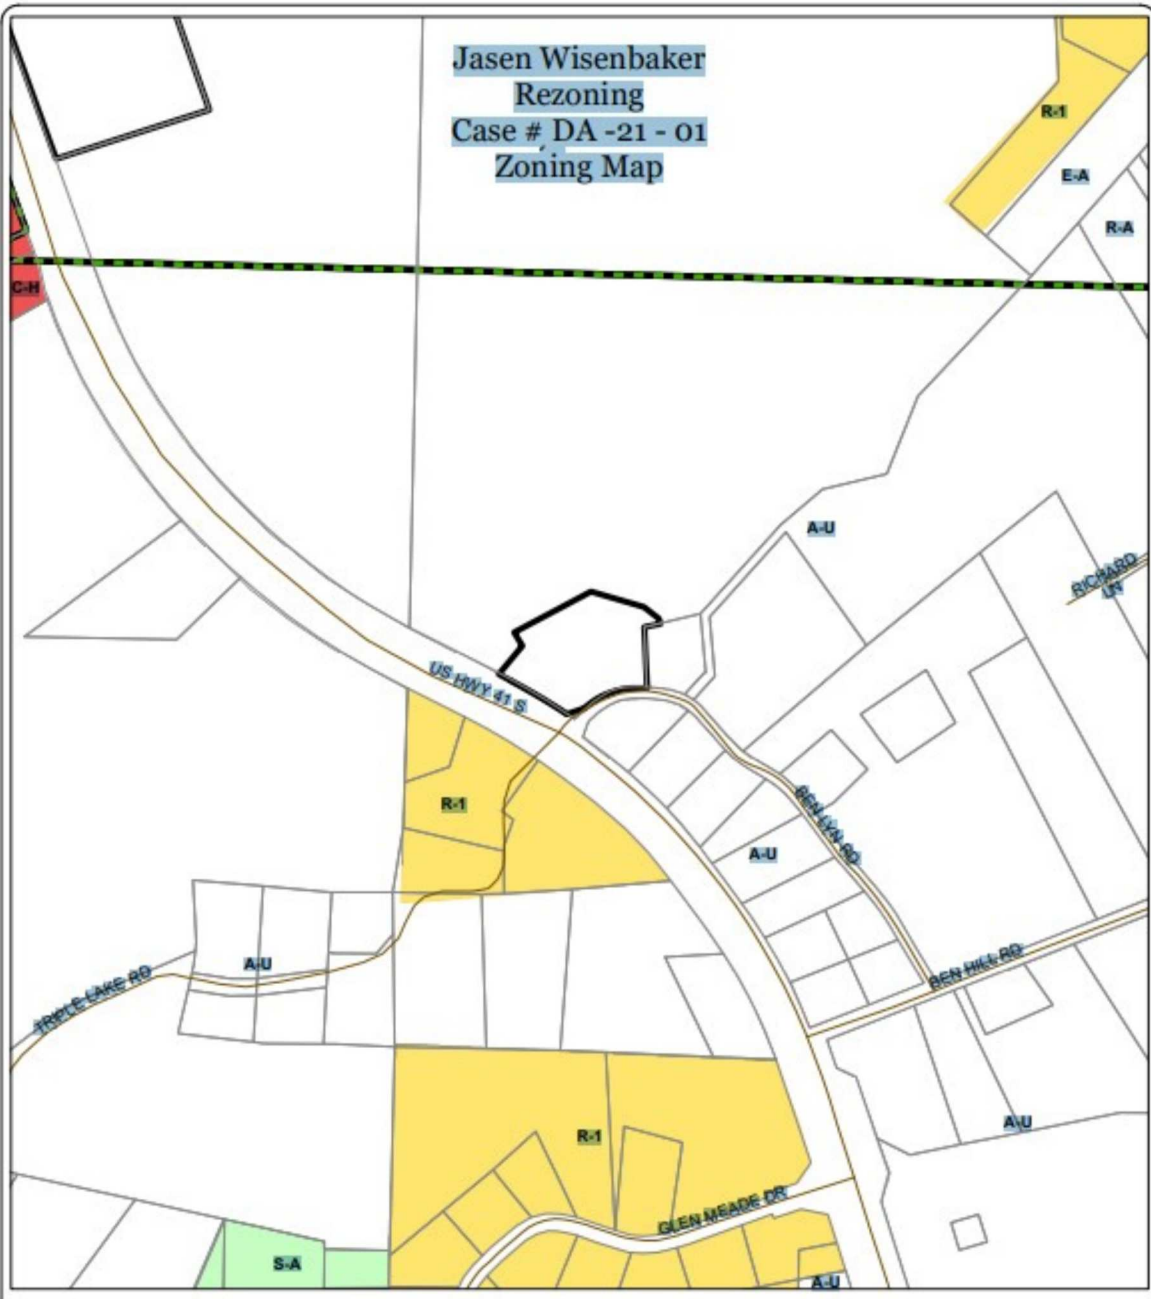 Jasen Wisenbaker
Rezoning
Case # DA -21 - 01
Zoning Map
R-1
E-A
R-A
C-H
A-U
RICHARD
LN
US HWY 41 S
R-1
BEN LYN RD
A-U
A-U
BEN HILL RD
TRIPLE LAKE RD
A-U
R-1
GLEN MEADE DR
S-A
A-U